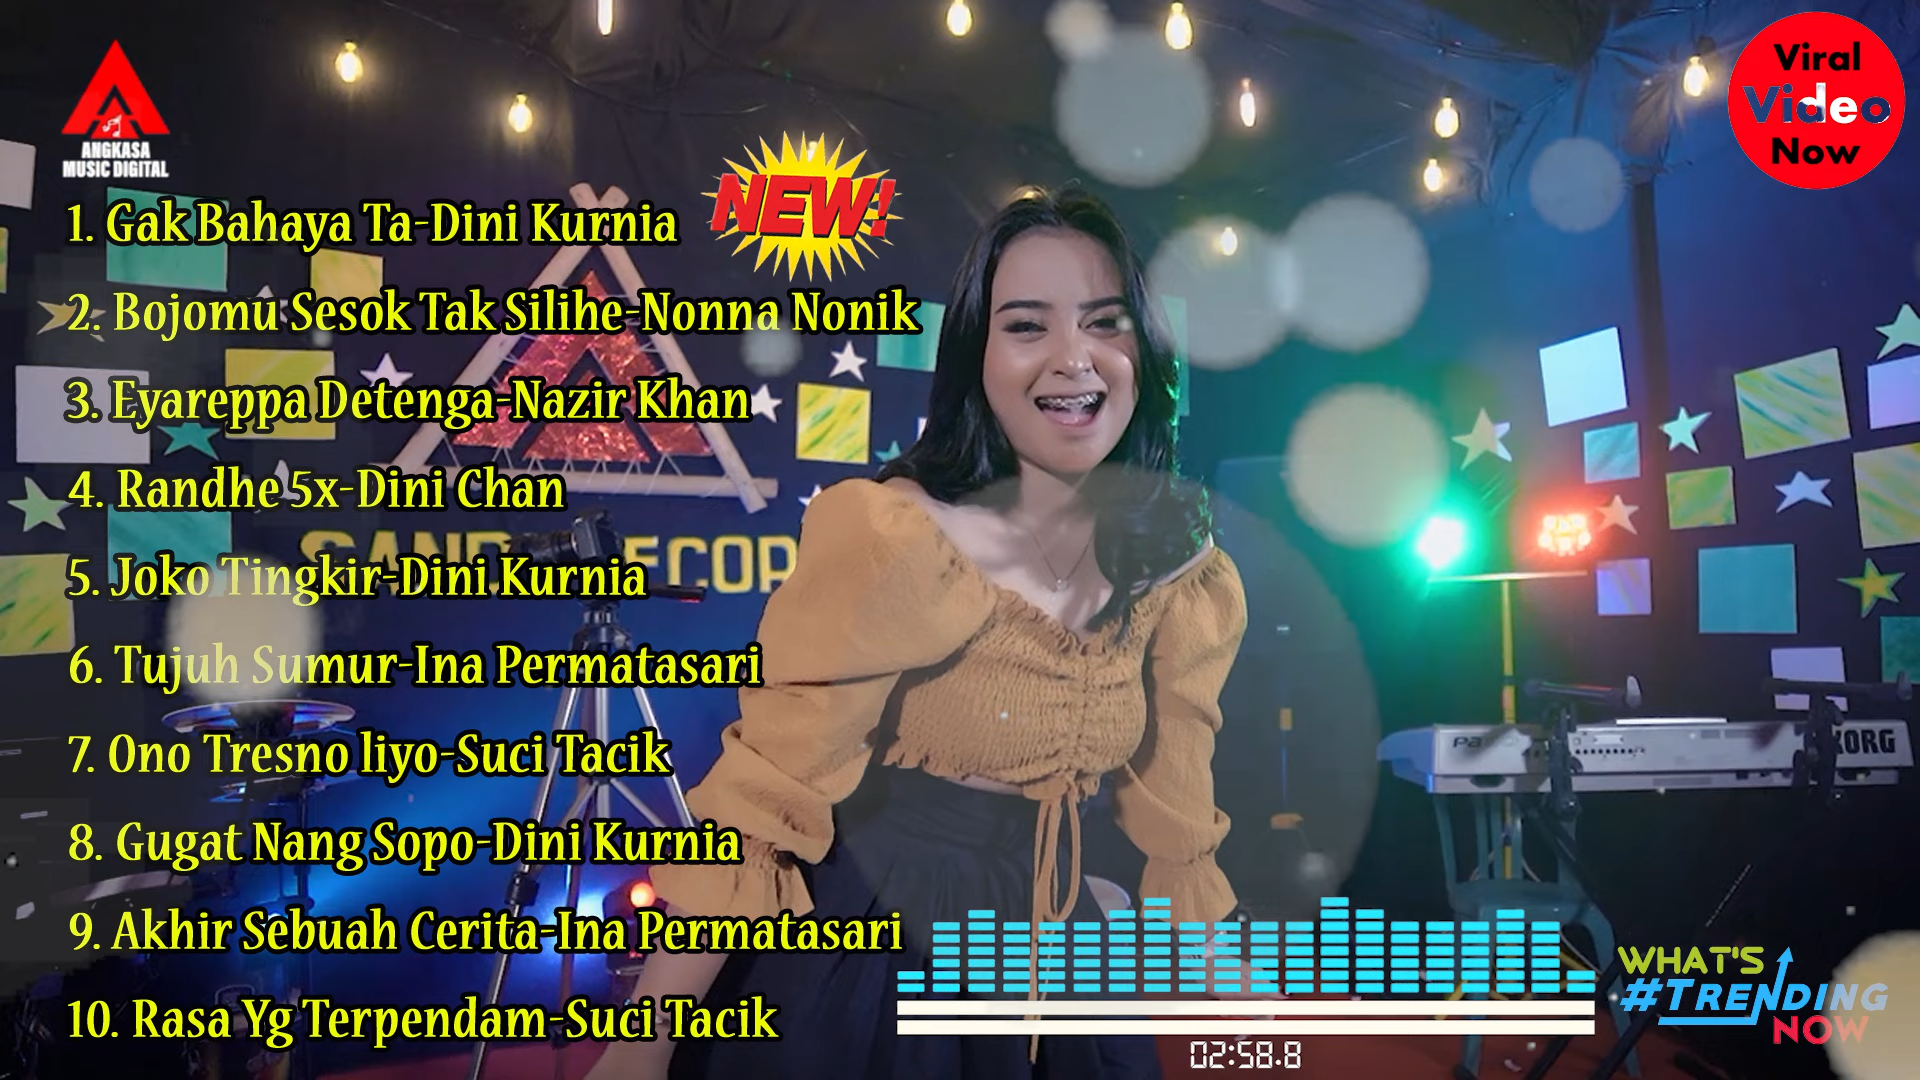 ANGKASA
MUSIC DIGITAL
Viral
Video
Now
NEW!
1. Gak Bahaya Ta-Dini Kurnia
2. Bojomu Sesok Tak Silihe-Nonna Nonik
3. Eyareppa Detenga-Nazir Khan
4. Randhe 5x-Dini Chan
5. Joko Tingkir-Dini Kurnia
6. Tujuh Sumur-Ina Permatasari
7. Ono Tresno liyo-Suci Tacik
8. Gugat Nang Sopo-Dini Kurnia
9. Akhir Sebuah Cerita-Ina Permatasari
10. Rasa Yg Terpendam-Suci Tacik
KORG
WHAT'S
#TRENDING
NOW
02:58.8